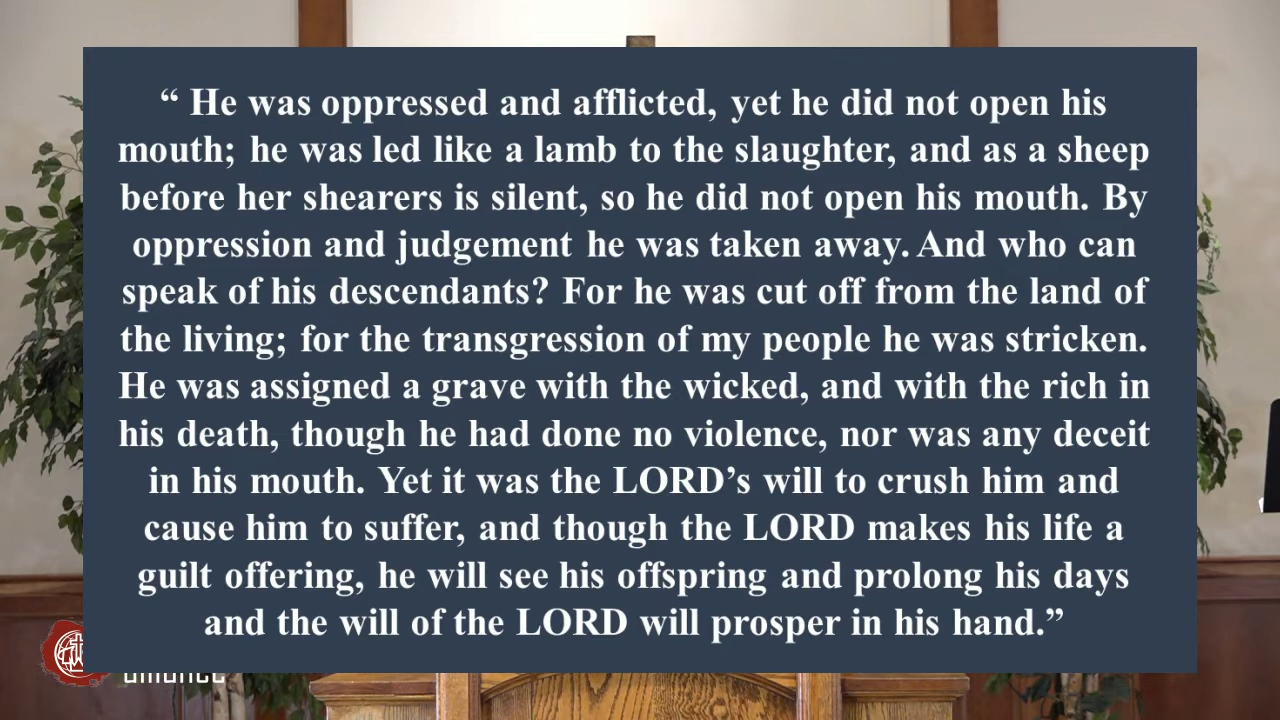 “ He was oppressed and afflicted, yet he did not open his
mouth; he was led like a lamb to the slaughter, and as a sheep
before her shearers is silent, so he did not open his mouth. By
oppression and judgement he was taken away. And who can
speak of his descendants? For he was cut off from the land of
the living; for the transgression of my people he was stricken.
He was assigned a grave with the wicked, and with the rich in
his death, though he had done no violence, nor was any deceit
in his mouth. Yet it was the LORD’s will to crush him and
cause him to suffer, and though the LORD makes his life a
guilt offering, he will see his offspring and prolong his days
and the will of the LORD will prosper in his hand.”